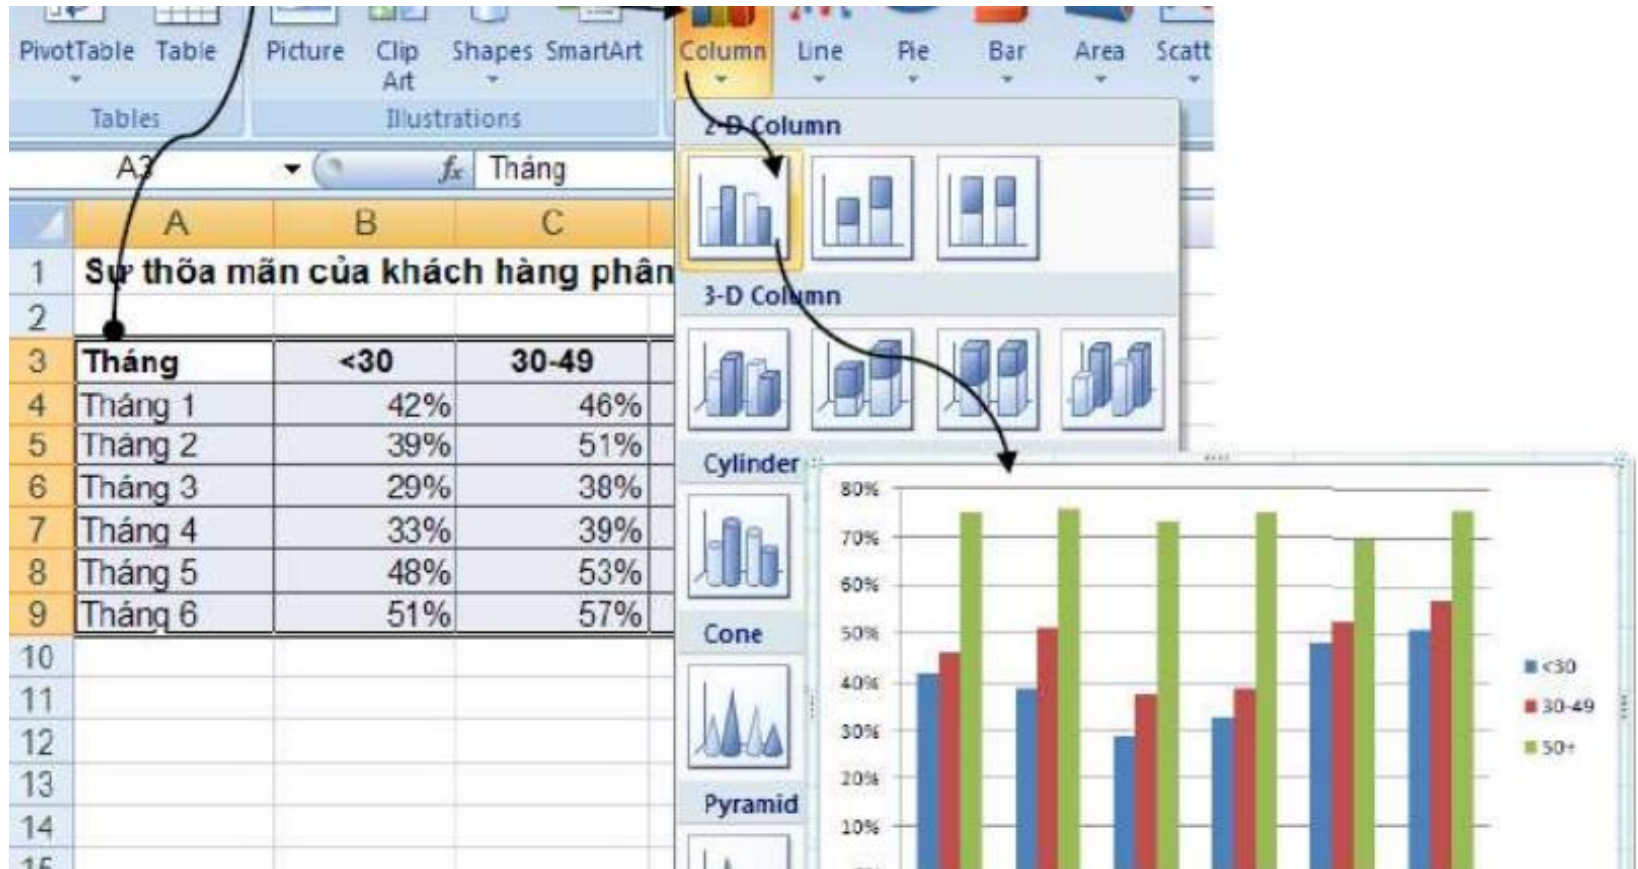 PivotTable Table Picture Clip Art Shapes SmartArt Column Line Pie Bar Area Scatt
Tables Illustrations
2-D Column
A3 fx Tháng
A B C
1 Sự thõa mãn của khách hàng phân
3-D Column
2
3 Tháng <30 30-49
4 Tháng 1 42% 46%
5 Tháng 2 39% 51%
6 Tháng 3 29% 38%
7 Tháng 4 33% 39%
8 Tháng 5 48% 53%
9 Tháng 6 51% 57%
10
11
12
13
14
15
Cylinder
Cone
Pyramid
80%
70%
60%
50%
40%
30%
20%
10%
<30
30-49
50+